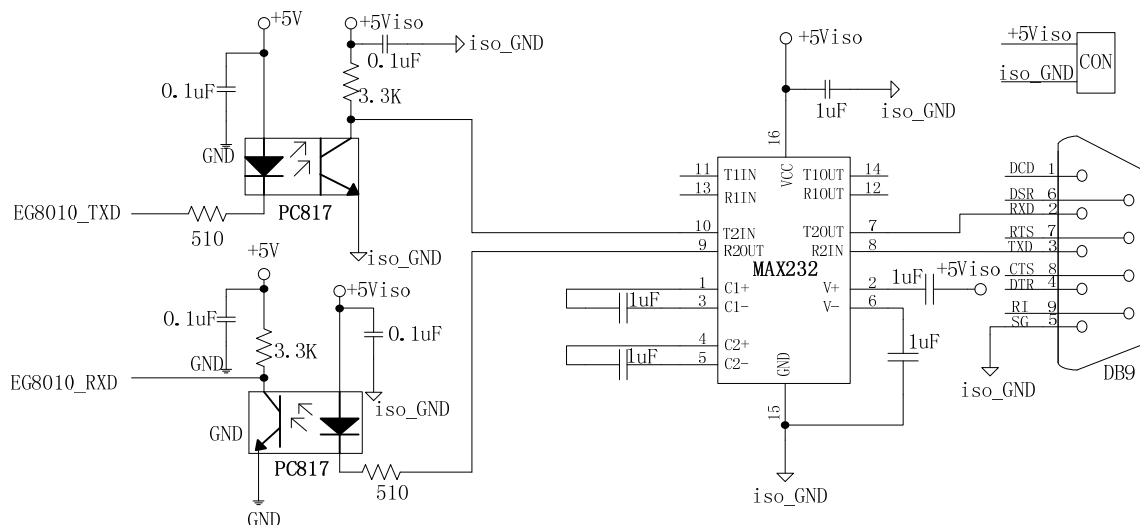 +5V
+5Viso
0.1uF
iso_GND
0.1uF
3.3K
GND
PC817
EG8010_TXD
510
iso_GND
+5V
+5Viso
0.1uF
0.1uF
GND
3.3K
EG8010_RXD
iso_GND
GND
PC817
510
GND
+5Viso
1uF
iso_GND
16
VCC
11 T1IN T1OUT 14
13 R1IN R1OUT 12
10 T2IN T2OUT 7
9 R2OUT R2IN 8
MAX232
1 C1+ V+ 2
3 C1- V- 6
1uF
4 C2+
5 C2-
1uF
GND
15
iso_GND
1uF
+5Viso
1uF
+5Viso
iso_GND
CON
DCD 1
DSR 6
RXD 2
RTS 7
TXD 3
CTS 8
DTR 4
RI 9
SG 5
iso_GND
DB9